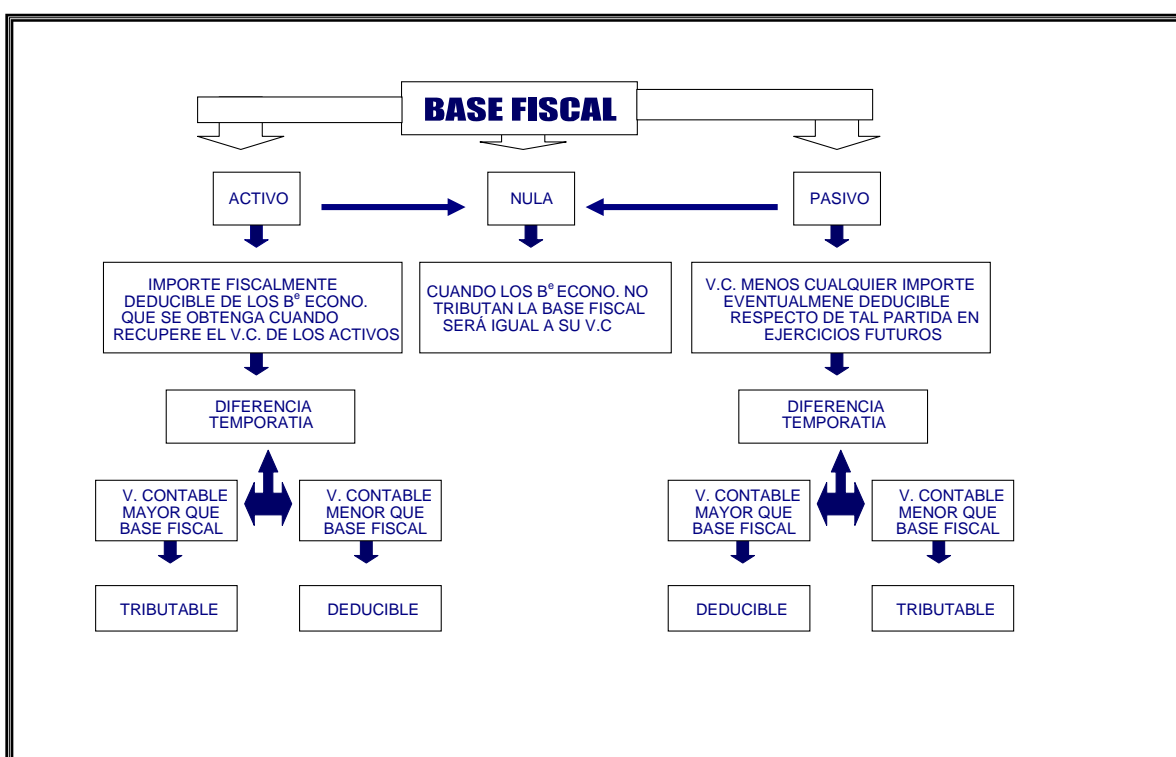 BASE FISCAL
ACTIVO
NULA
PASIVO
IMPORTE FISCALMENTE
DEDUCIBLE DE LOS Bᵉ ECONO.
QUE SE OBTENGA CUANDO
RECUPERE EL V.C. DE LOS ACTIVOS
CUANDO LOS Bᵉ ECONO. NO
TRIBUTAN LA BASE FISCAL
SERÁ IGUAL A SU V.C
V.C. MENOS CUALQUIER IMPORTE
EVENTUALMENE DEDUCIBLE
RESPECTO DE TAL PARTIDA EN
EJERCICIOS FUTUROS
DIFERENCIA
TEMPORATIA
DIFERENCIA
TEMPORATIA
V. CONTABLE
MAYOR QUE
BASE FISCAL
V. CONTABLE
MENOR QUE
BASE FISCAL
V. CONTABLE
MAYOR QUE
BASE FISCAL
V. CONTABLE
MENOR QUE
BASE FISCAL
TRIBUTABLE
DEDUCIBLE
DEDUCIBLE
TRIBUTABLE